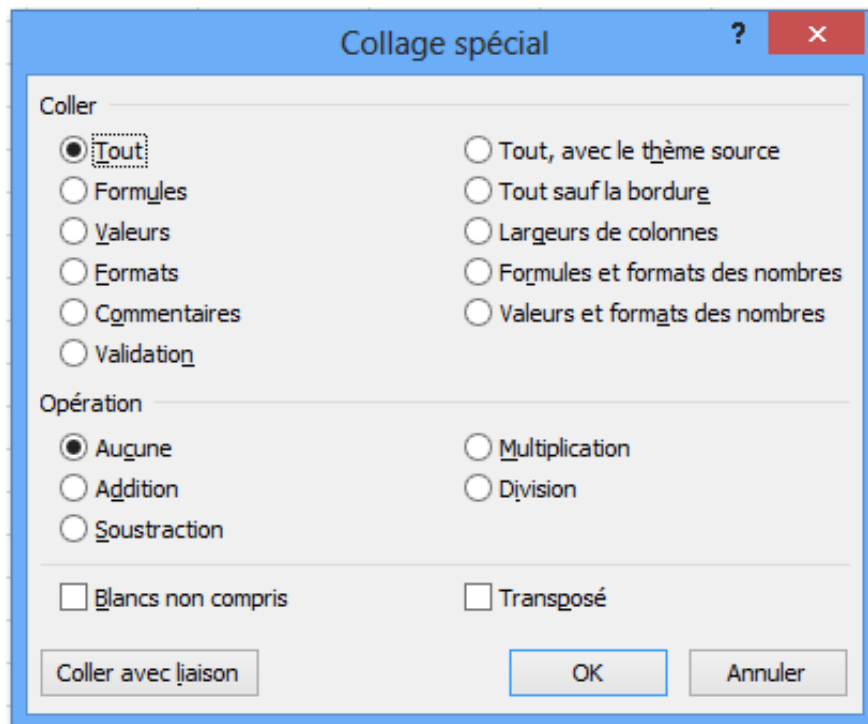 Collage spécial
?
Coller
Tout
Tout, avec le thème source
Formules
Tout sauf la bordure
Valeurs
Largeurs de colonnes
Formats
Formules et formats des nombres
Commentaires
Valeurs et formats des nombres
Validation
Opération
Aucune
Multiplication
Addition
Division
Soustraction
Blancs non compris
Transposé
Coller avec liaison
OK
Annuler